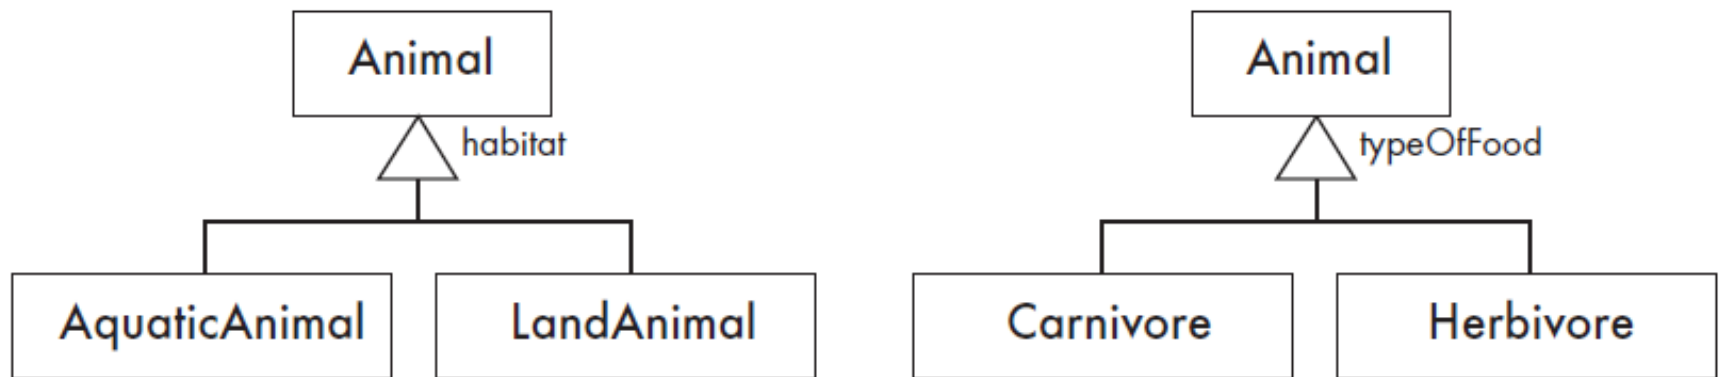 Animal
habitat
AquaticAnimal
LandAnimal
Animal
typeOfFood
Carnivore
Herbivore